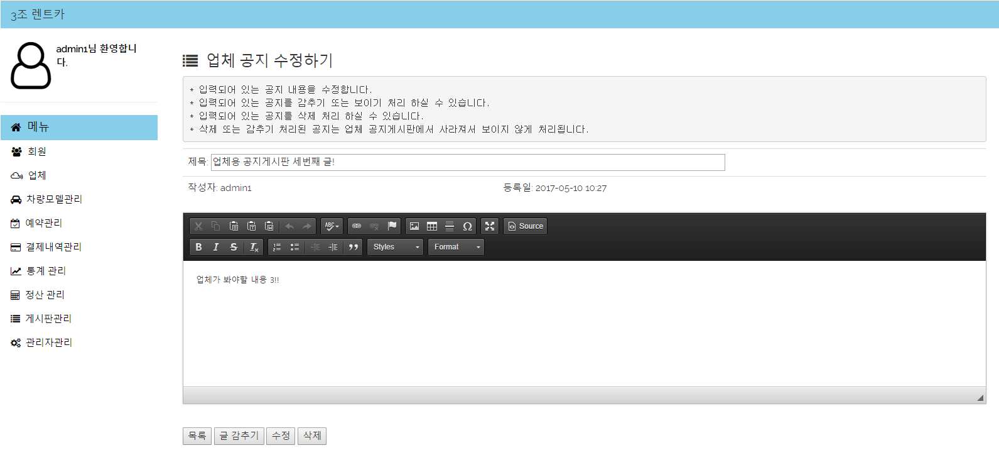 3조 렌트카
admin1님 환영합니
다.
메뉴
회원
업체
차량모델관리
예약관리
결제내역관리
통계 관리
정산 관리
게시판관리
관리자관리
업체 공지 수정하기
* 입력되어 있는 공지 내용을 수정합니다.
* 입력되어 있는 공지를 감추기 또는 보이기 처리 하실 수 있습니다.
* 입력되어 있는 공지를 삭제 처리 하실 수 있습니다.
* 삭제 또는 감추기 처리된 공지는 업체 공지게시판에서 사라져서 보이지 않게 처리됩니다.
제목: 업체용 공지게시판 세번째 글!
작성자: admin1 등록일: 2017-05-10 10:27
ABC Ω Source
B I S Tx Styles Format
업체가 봐야할 내용 3!!
목록 글 감추기 수정 삭제